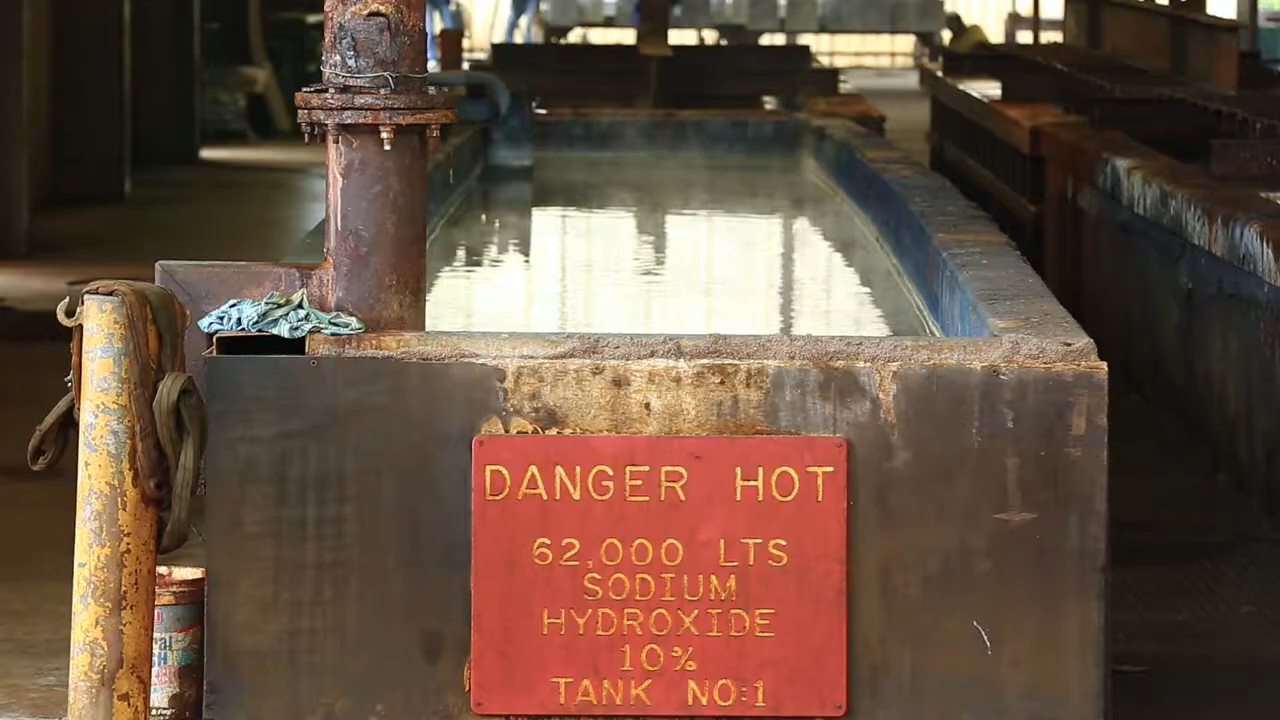 DANGER HOT
62,000 LTS
SODIUM
HYDROXIDE
10%
TANK NO:1